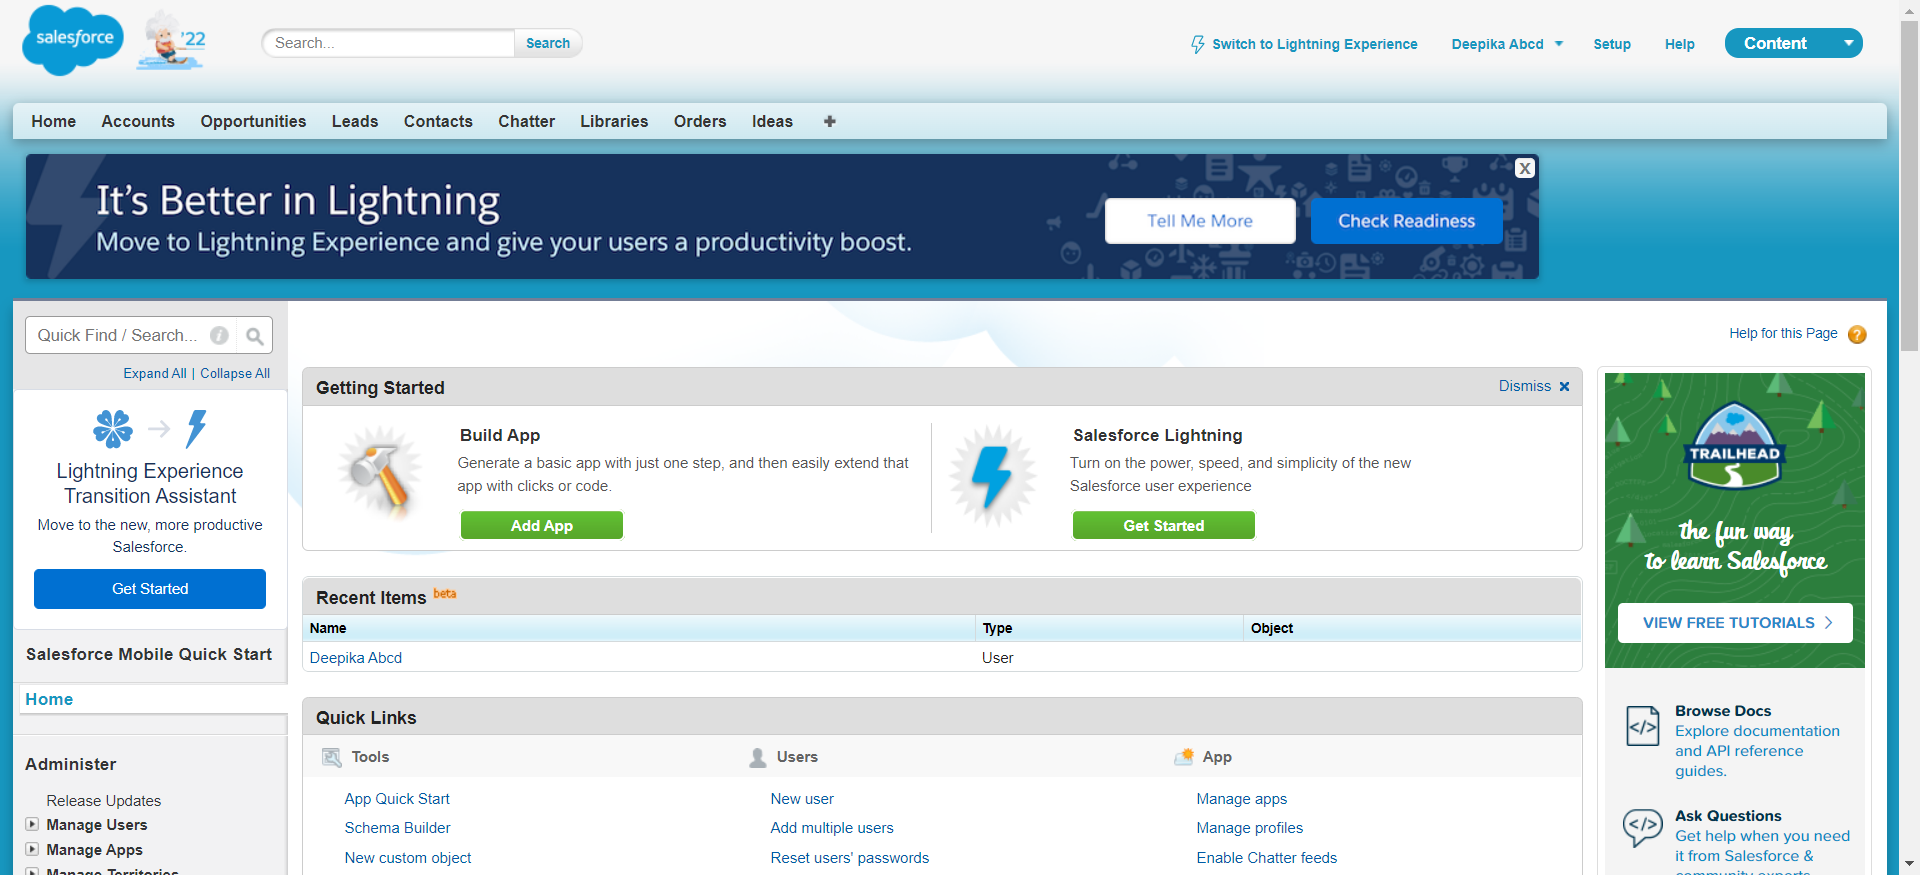 salesforce
'22
Search...
Search
Switch to Lightning Experience
Deepika Abcd
Setup
Help
Content
Home
Accounts
Opportunities
Leads
Contacts
Chatter
Libraries
Orders
Ideas
+
It's Better in Lightning
Move to Lightning Experience and give your users a productivity boost.
Tell Me More
Check Readiness
X
Quick Find / Search...
i
Expand All | Collapse All
Lightning Experience
Transition Assistant
Move to the new, more productive
Salesforce.
Get Started
Salesforce Mobile Quick Start
Home
Administer
Release Updates
Manage Users
Manage Apps
Manage Territories
Help for this Page
?
Getting Started
Dismiss x
Build App
Generate a basic app with just one step, and then easily extend that
app with clicks or code.
Add App
Salesforce Lightning
Turn on the power, speed, and simplicity of the new
Salesforce user experience
Get Started
Recent Items beta
Name
Type
Object
Deepika Abcd
User
Quick Links
Tools
App Quick Start
Schema Builder
New custom object
Users
New user
Add multiple users
Reset users' passwords
App
Manage apps
Manage profiles
Enable Chatter feeds
TRAILHEAD
the fun way
to learn Salesforce
VIEW FREE TUTORIALS
</>
Browse Docs
Explore documentation
and API reference
guides.
</>
Ask Questions
Get help when you need
it from Salesforce &
community experts